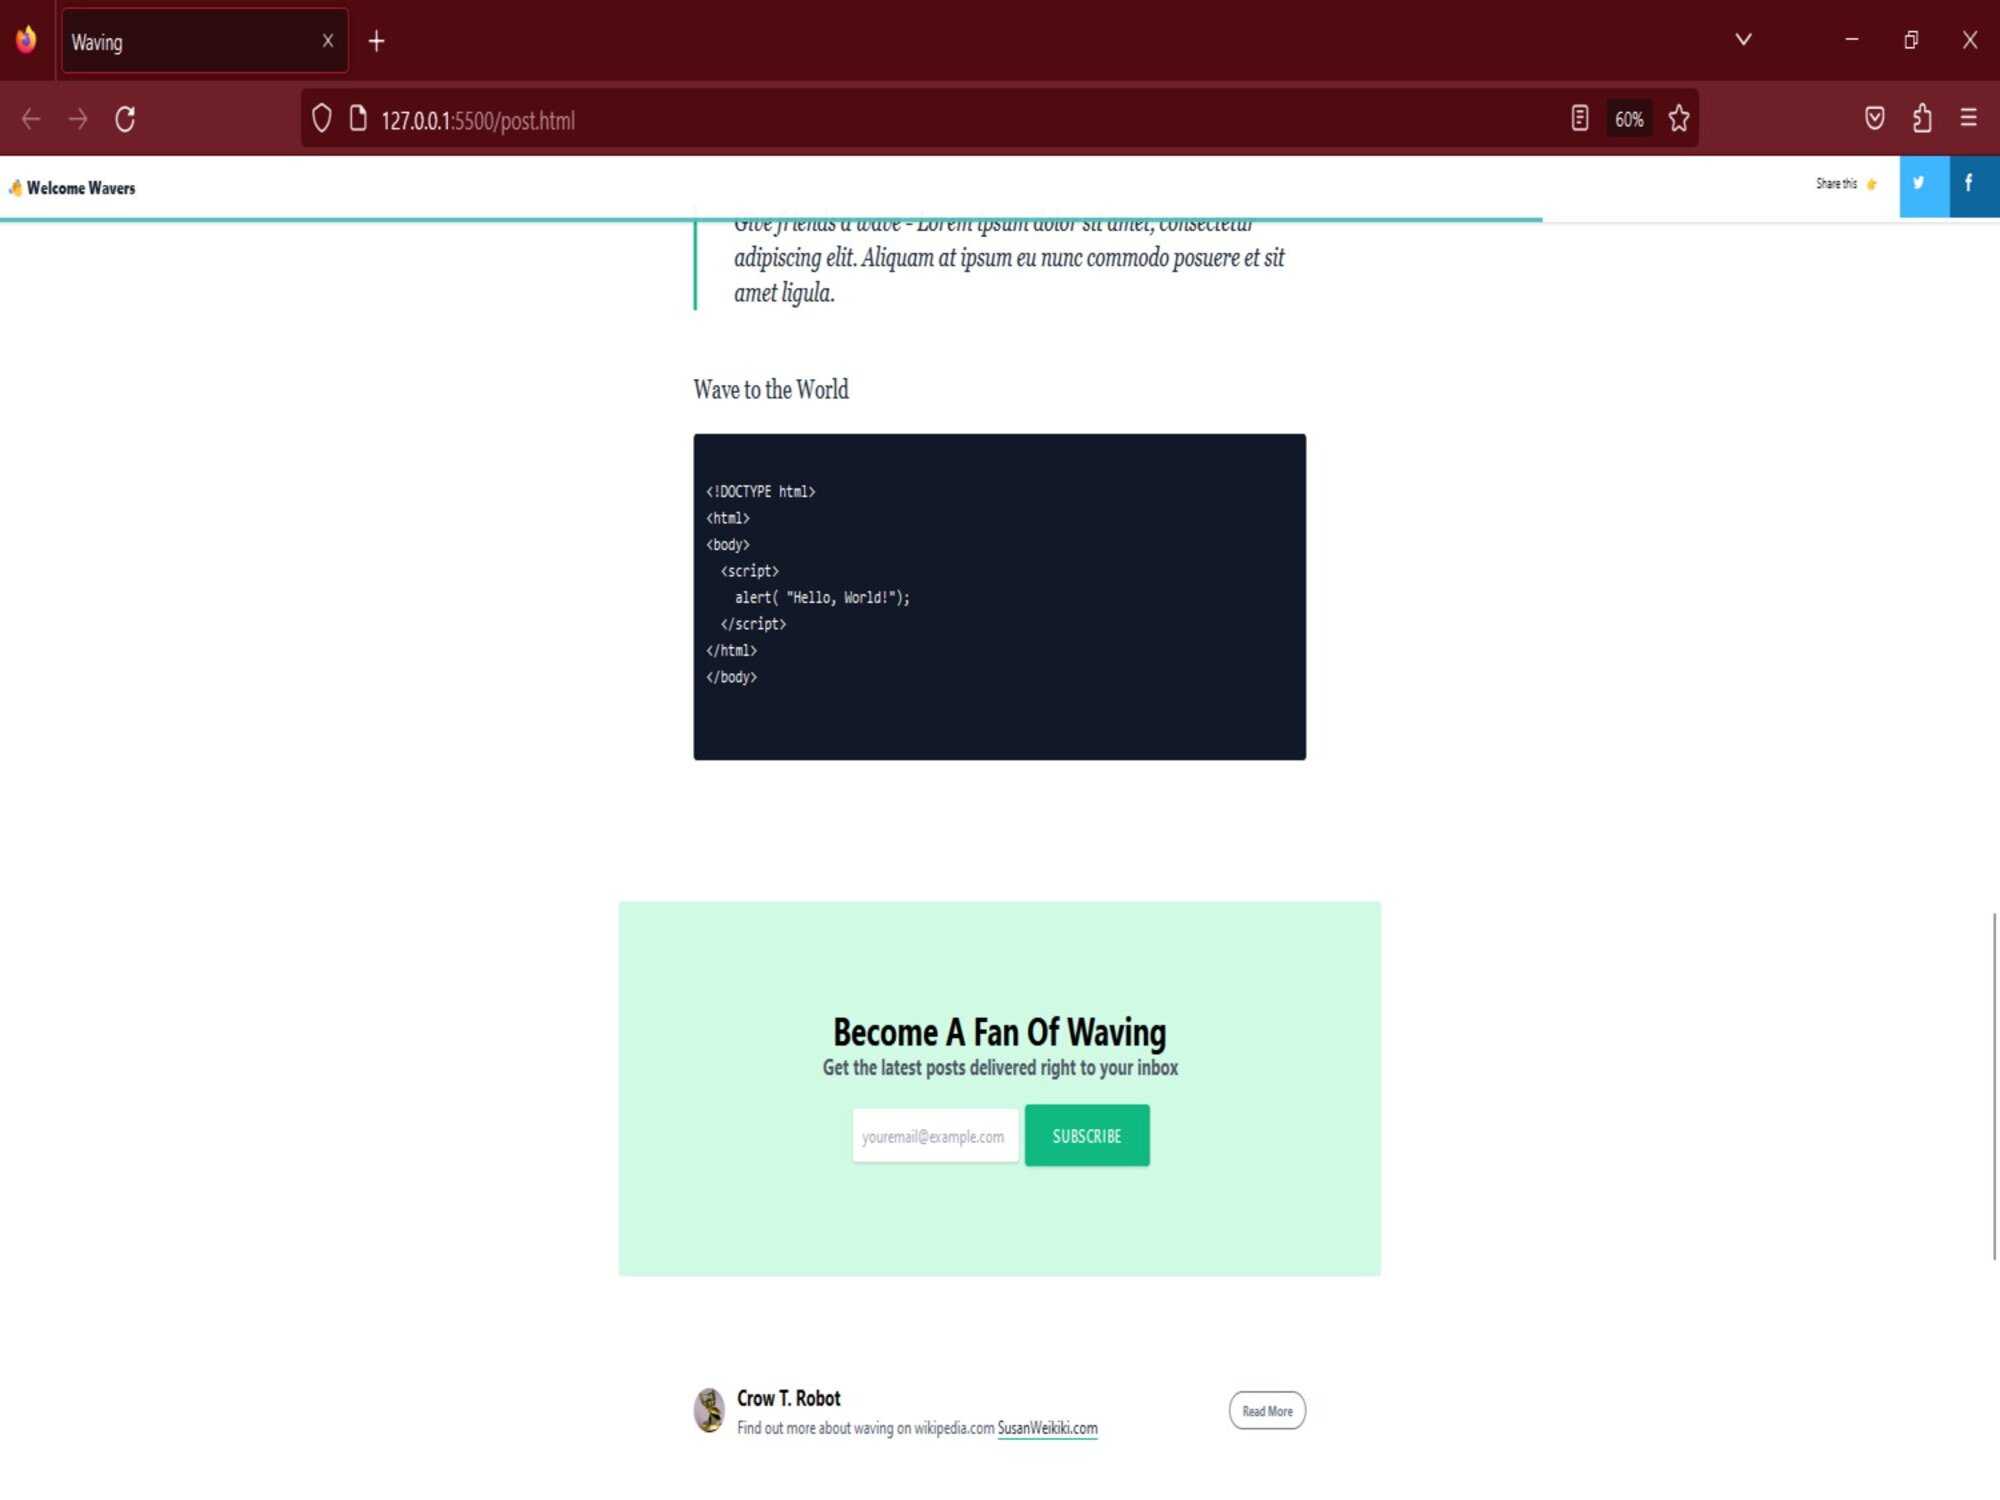 Waving
127.0.0.1:5500/post.html
60%
Welcome Wavers
Share this
Give friends a wave - Lorem ipsum dolor sit amet, consectetur
adipiscing elit. Aliquam at ipsum eu nunc commodo posuere et sit
amet ligula.
Wave to the World
<!DOCTYPE html>
<html>
<body>
<script>
alert( "Hello, World!");
</script>
</html>
</body>
Become A Fan Of Waving
Get the latest posts delivered right to your inbox
youremail@example.com SUBSCRIBE
Crow T. Robot
Find out more about waving on wikipedia.com SusanWeikiki.com
Read More